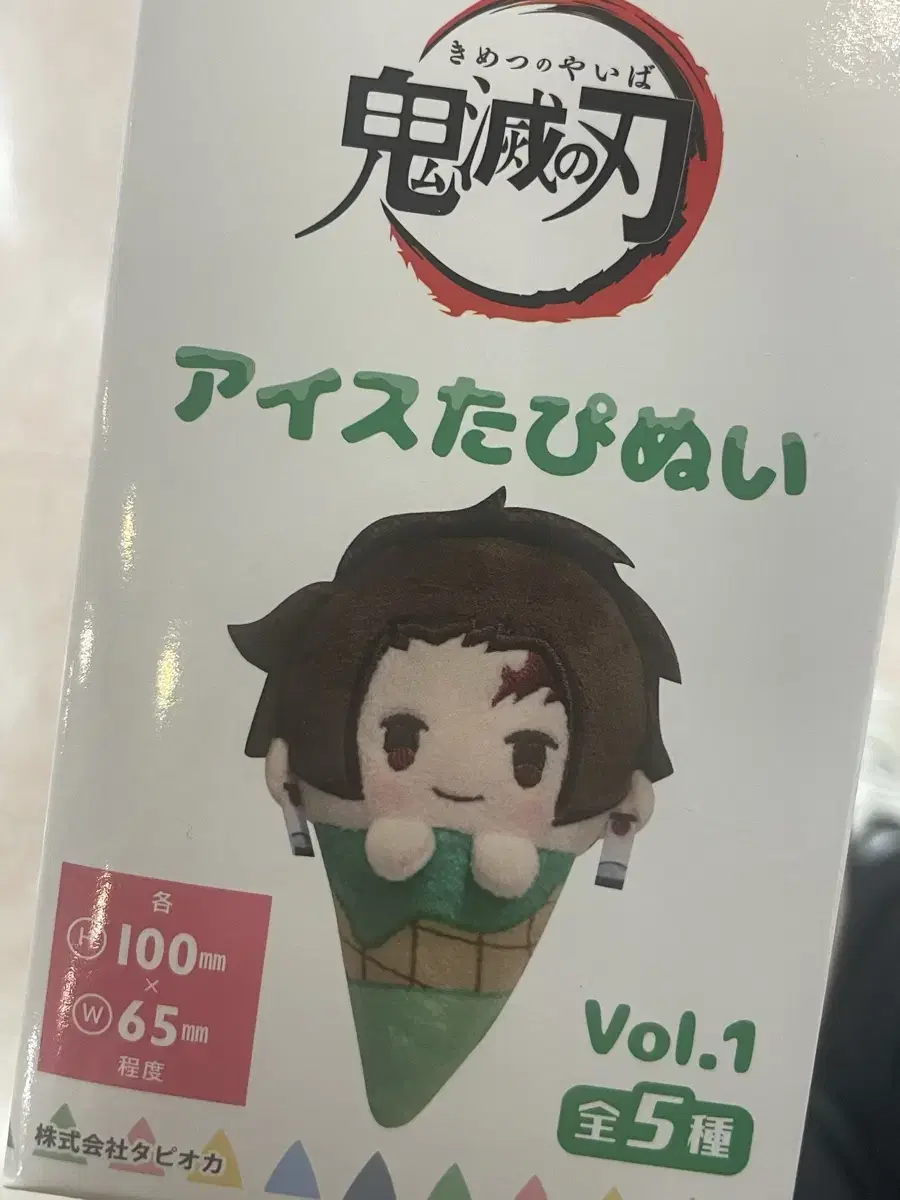 きめつのやいば
鬼滅の刃
アイスたぴぬい
各
H 100mm
×
W 65mm
程度
Vol.1
全5種
株式会社タピオカ